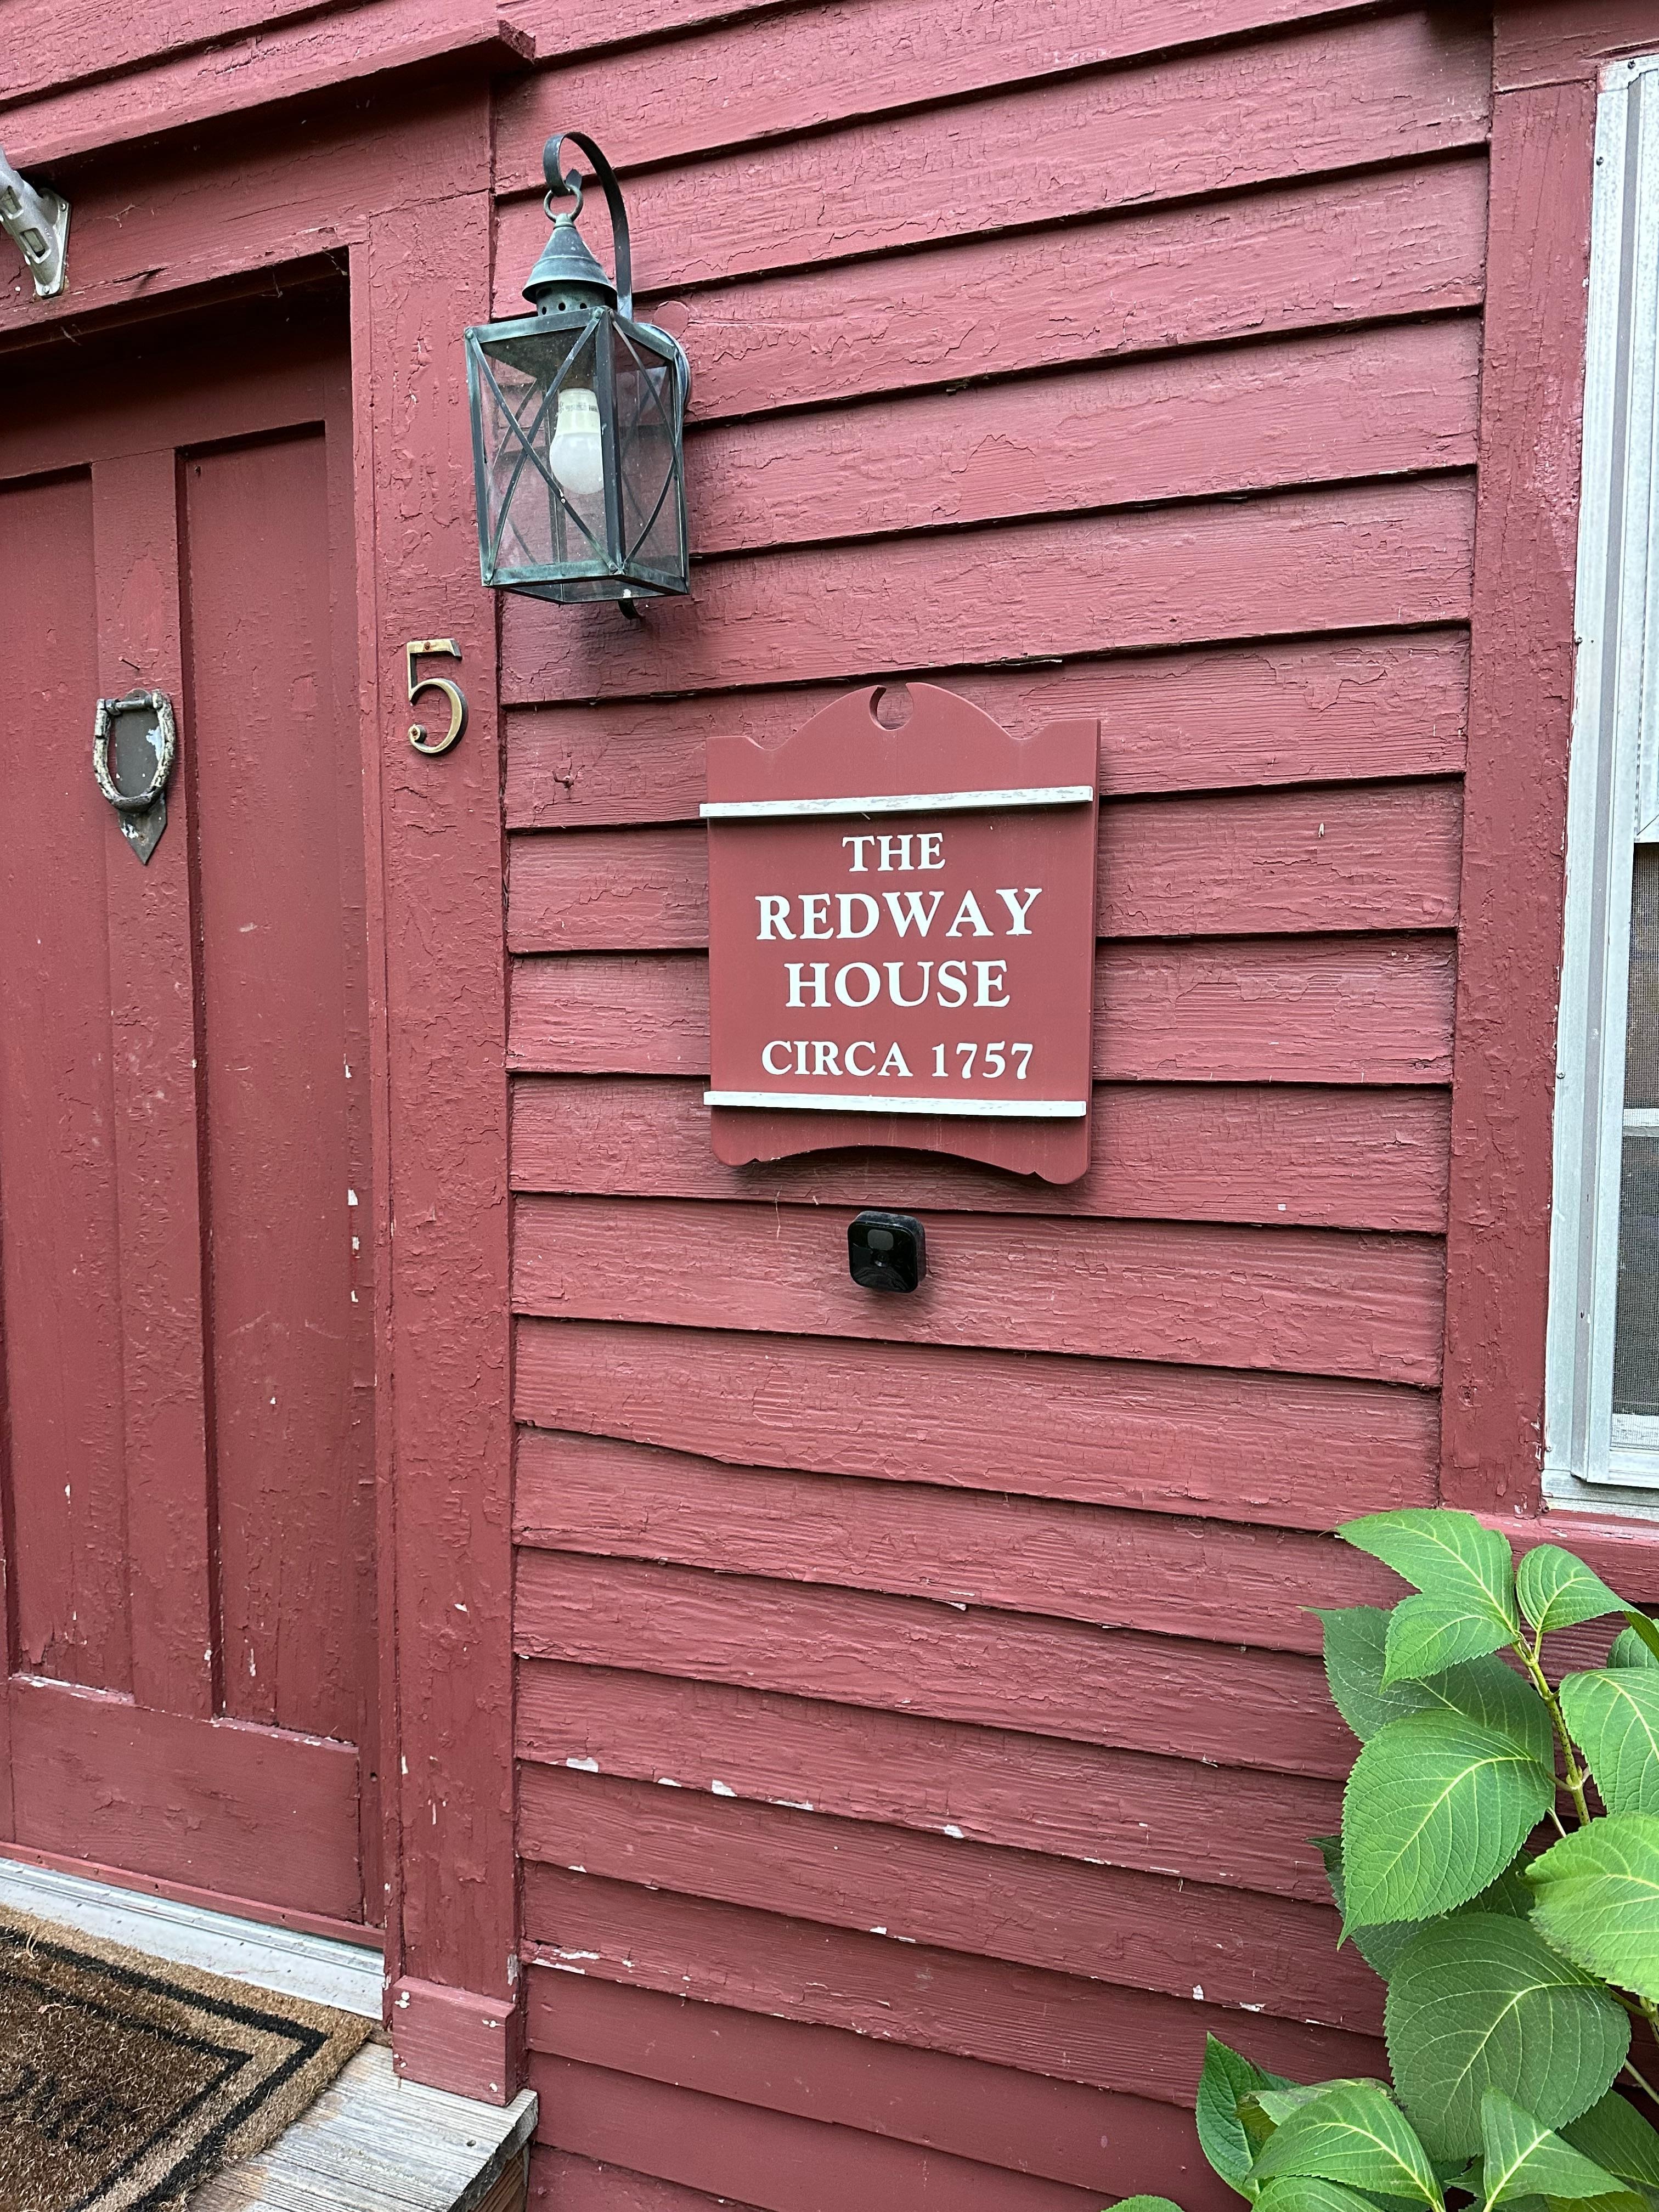 5
THE
REDWAY
HOUSE
CIRCA 1757